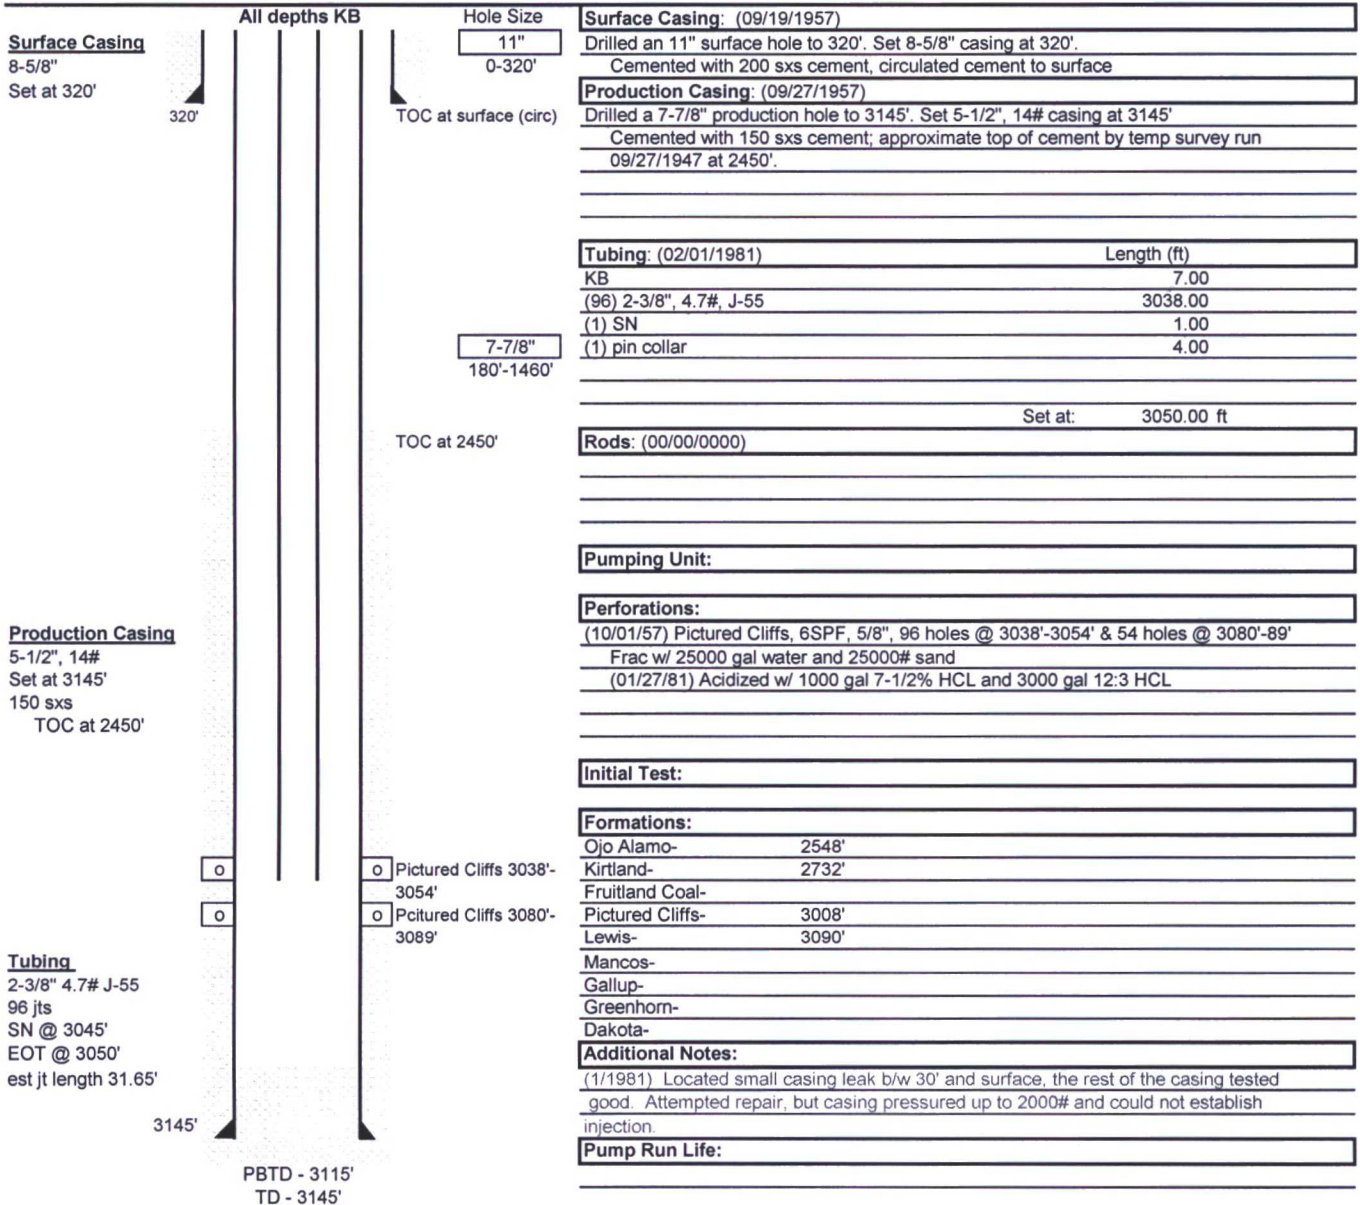 All depths KB
Hole Size
Surface Casing
8-5/8"
Set at 320'
320'
11"
0-320'
TOC at surface (circ)
7-7/8"
180'-1460'
TOC at 2450'
Production Casing
5-1/2", 14#
Set at 3145'
150 sxs
TOC at 2450'
o
o Pictured Cliffs 3038'-
3054'
o
o Pcitured Cliffs 3080'-
3089'
Tubing
2-3/8" 4.7# J-55
96 jts
SN @ 3045'
EOT @ 3050'
est jt length 31.65'
3145'
PBTD - 3115'
TD - 3145'
Surface Casing: (09/19/1957)
Drilled an 11" surface hole to 320'. Set 8-5/8" casing at 320'.
Cemented with 200 sxs cement, circulated cement to surface
Production Casing: (09/27/1957)
Drilled a 7-7/8" production hole to 3145'. Set 5-1/2", 14# casing at 3145'
Cemented with 150 sxs cement; approximate top of cement by temp survey run
09/27/1947 at 2450'.
Tubing: (02/01/1981) Length (ft)
KB 7.00
(96) 2-3/8", 4.7#, J-55 3038.00
(1) SN 1.00
(1) pin collar 4.00
Set at: 3050.00 ft
Rods: (00/00/0000)
Pumping Unit:
Perforations:
(10/01/57) Pictured Cliffs, 6SPF, 5/8", 96 holes @ 3038'-3054' & 54 holes @ 3080'-89'
Frac w/ 25000 gal water and 25000# sand
(01/27/81) Acidized w/ 1000 gal 7-1/2% HCL and 3000 gal 12:3 HCL
Initial Test:
Formations:
Ojo Alamo- 2548'
Kirtland- 2732'
Fruitland Coal-
Pictured Cliffs- 3008'
Lewis- 3090'
Mancos-
Gallup-
Greenhorn-
Dakota-
Additional Notes:
(1/1981) Located small casing leak b/w 30' and surface, the rest of the casing tested
good. Attempted repair, but casing pressured up to 2000# and could not establish
injection.
Pump Run Life: